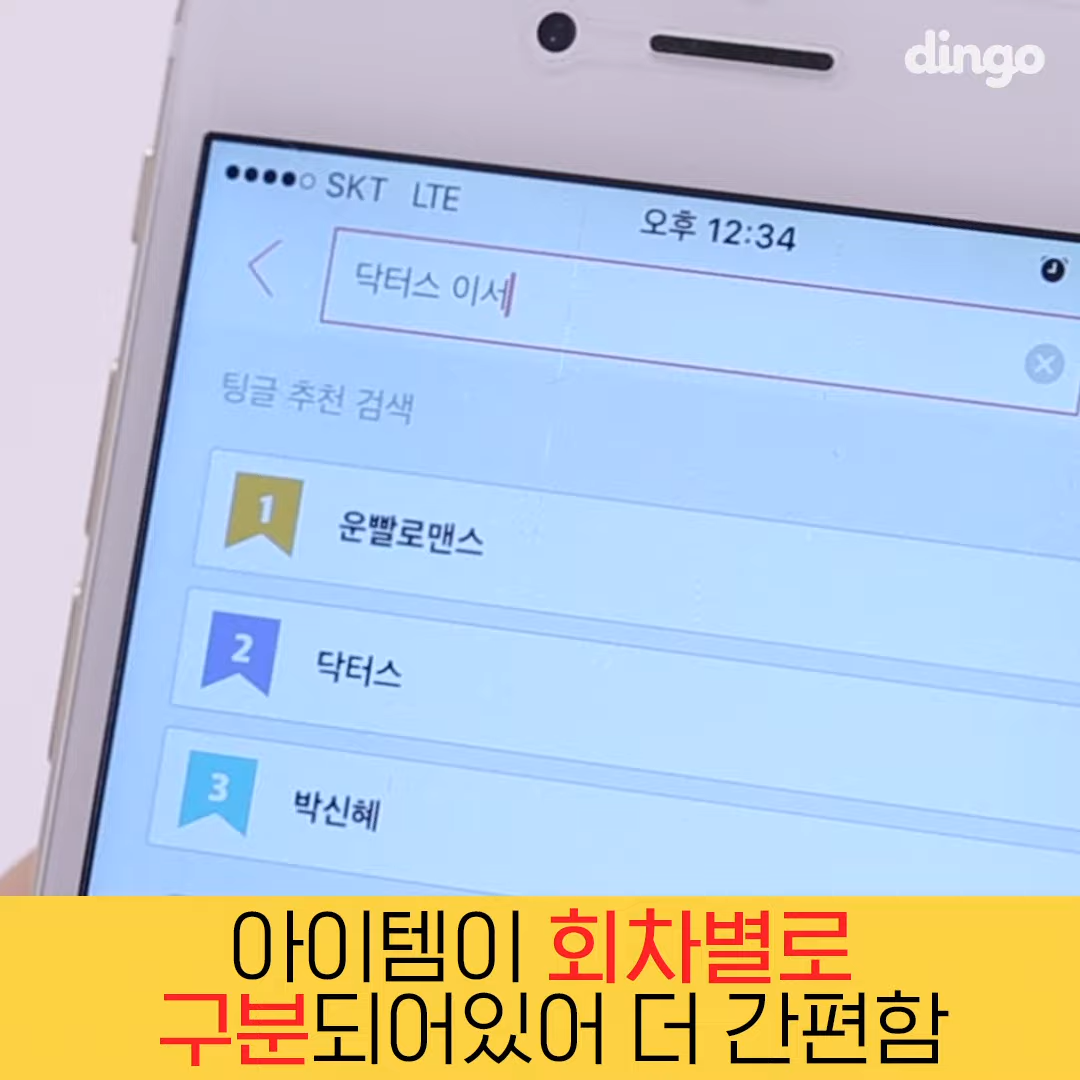 dingo
SKT LTE
오후 12:34
닥터스 이서
팅글 추천 검색
1 운빨로맨스
2 닥터스
3 박신혜
아이템이 회차별로
구분되어있어 더 간편함